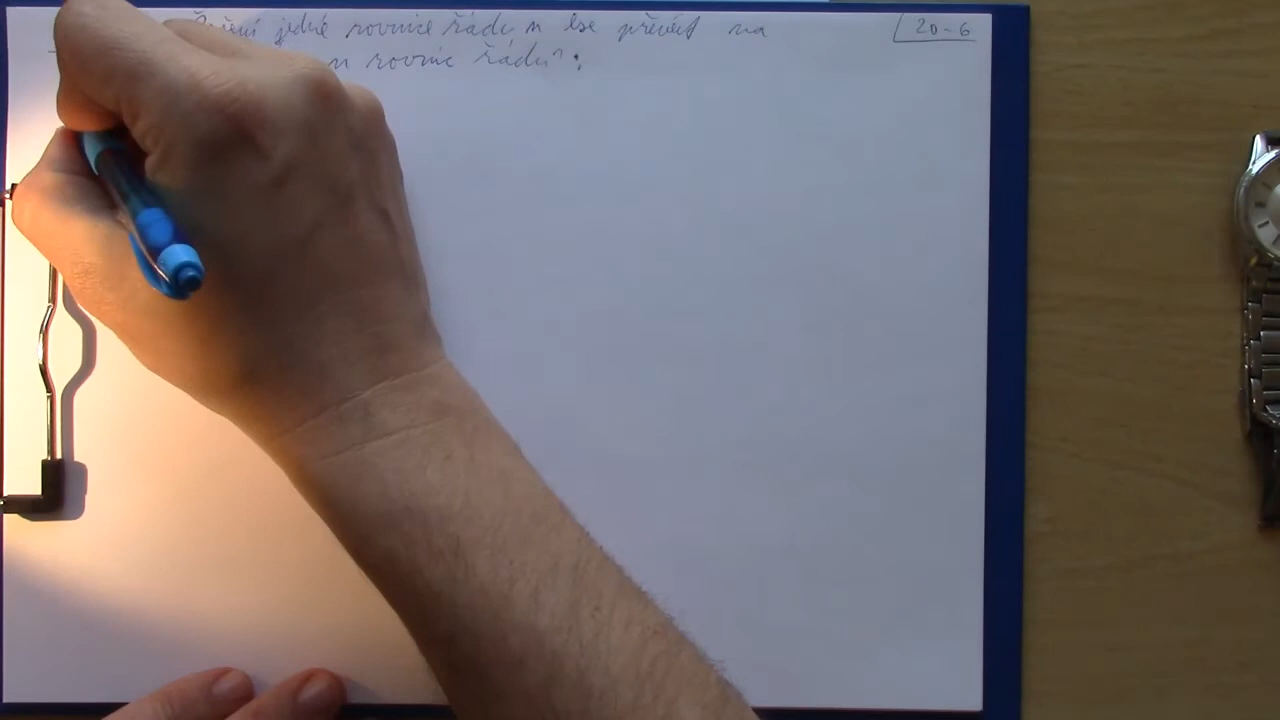 Řešení jedné rovnice řádu n lze převést na
n rovnic řádu
20-6